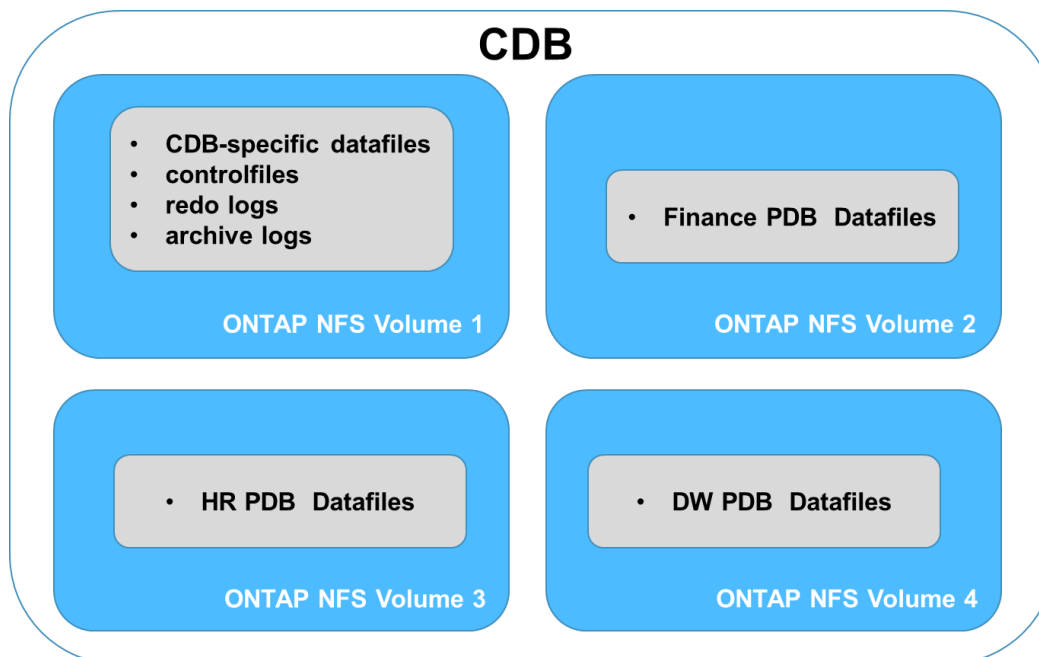 CDB
• CDB-specific datafiles
• controlfiles
• redo logs
• archive logs
ONTAP NFS Volume 1
• Finance PDB Datafiles
ONTAP NFS Volume 2
• HR PDB Datafiles
ONTAP NFS Volume 3
• DW PDB Datafiles
ONTAP NFS Volume 4